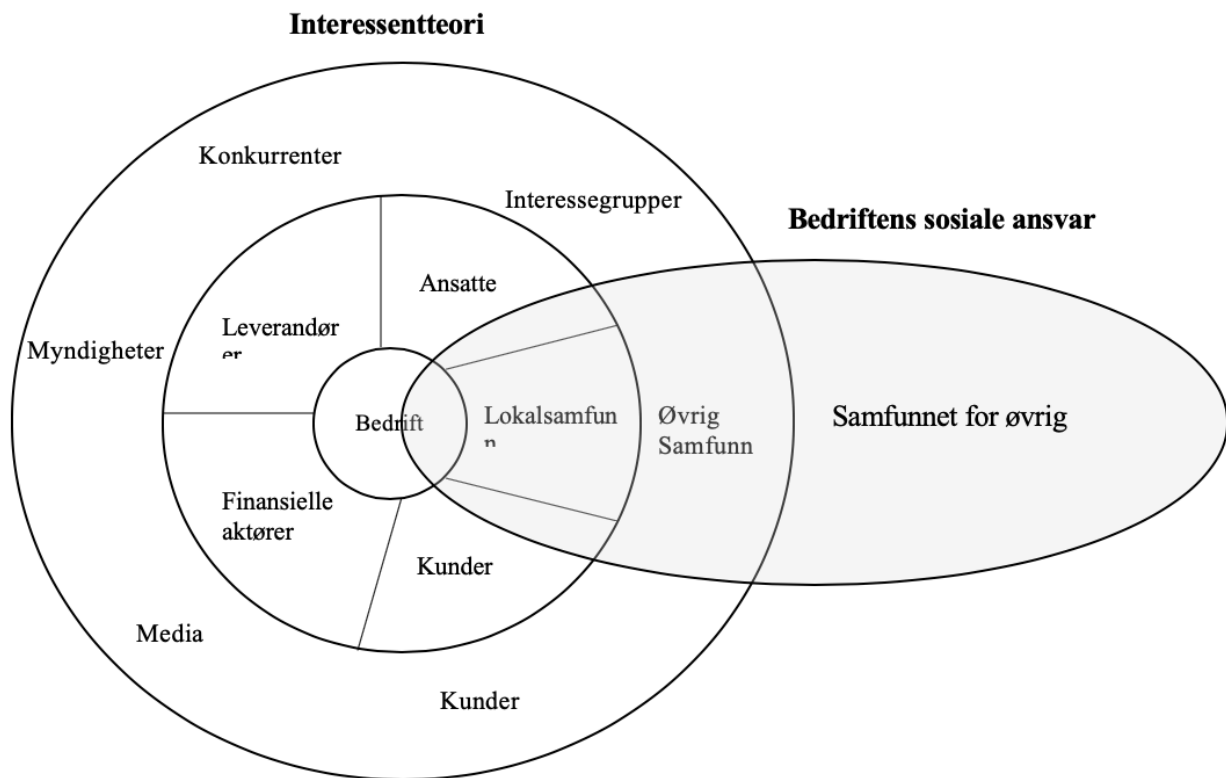 Interessentteori
Konkurrenter
Interessegrupper
Bedriftens sosiale ansvar
Ansatte
Leverandør
er
Myndigheter
Bedrift
Lokalsamfun
n
Øvrig
Samfunn
Samfunnet for øvrig
Finansielle
aktører
Kunder
Media
Kunder